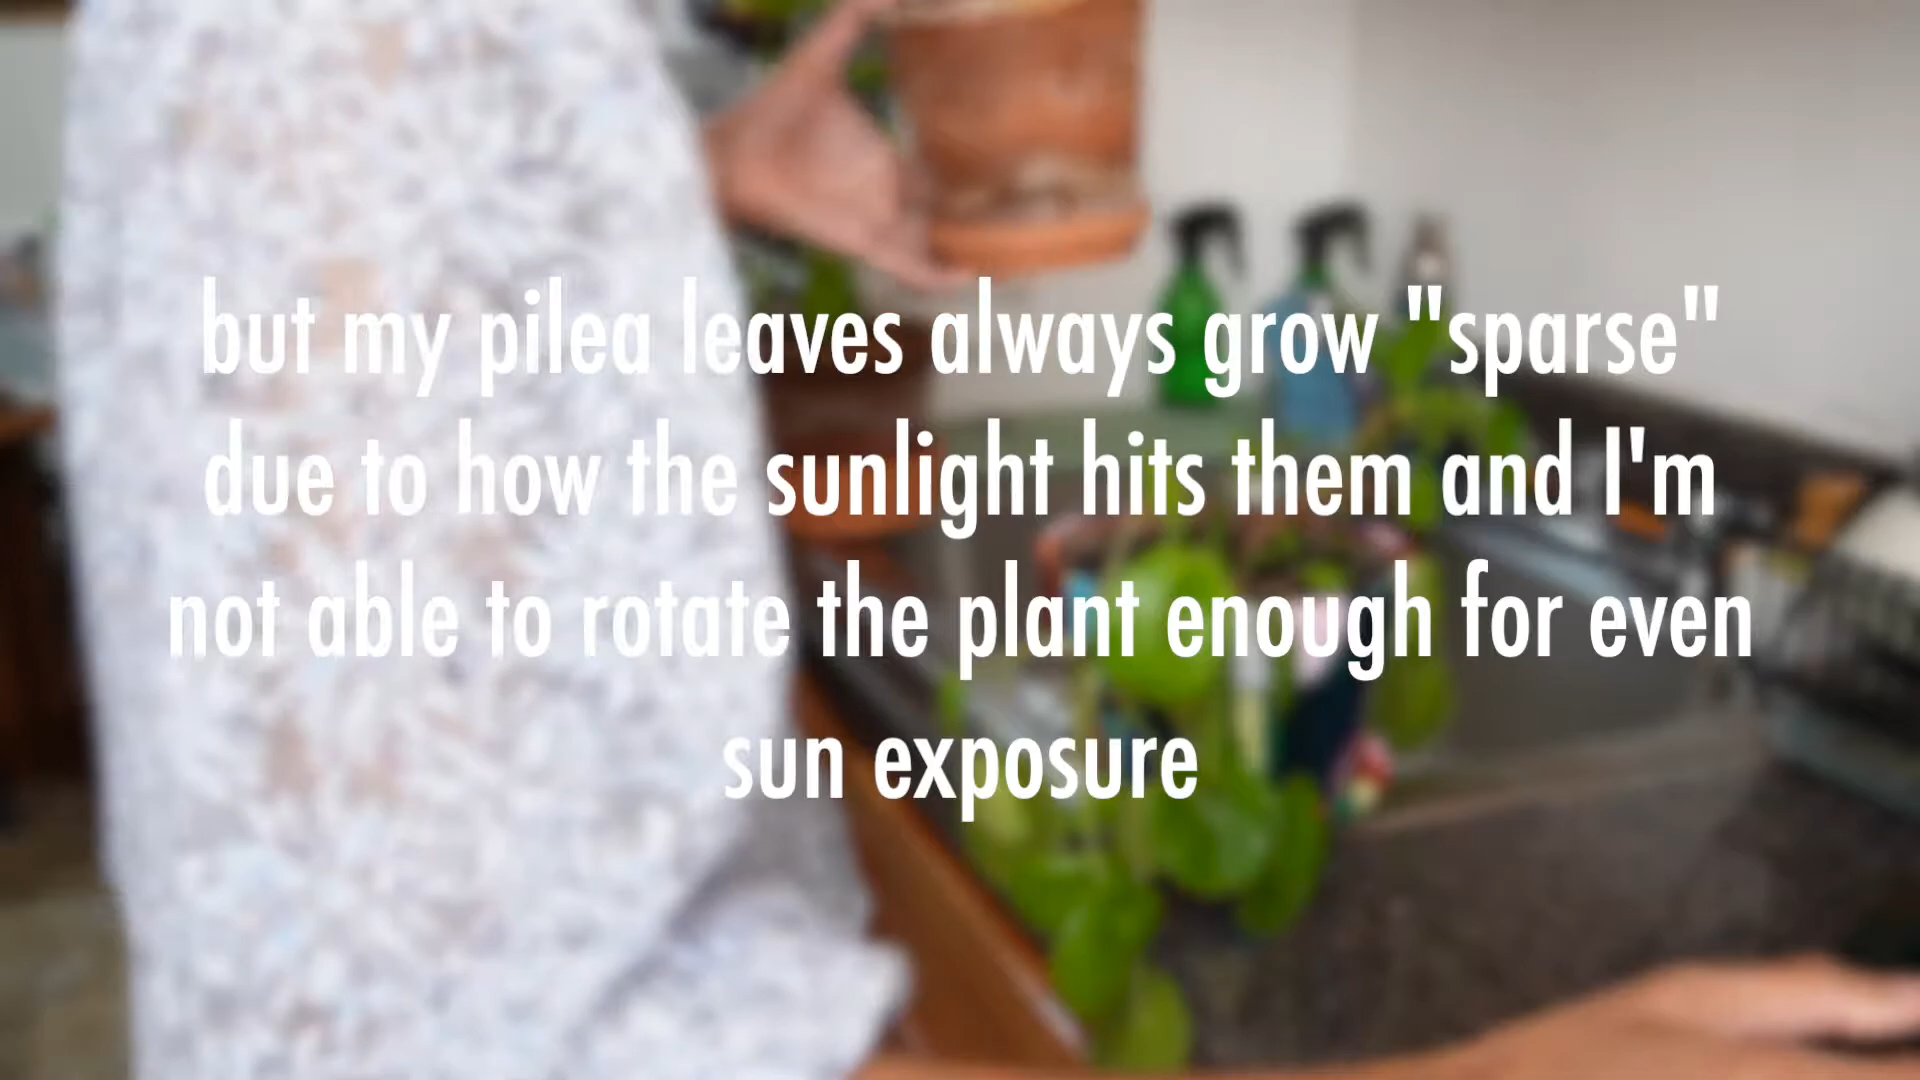 but my pilea leaves always grow "sparse"
due to how the sunlight hits them and I'm
not able to rotate the plant enough for even
sun exposure